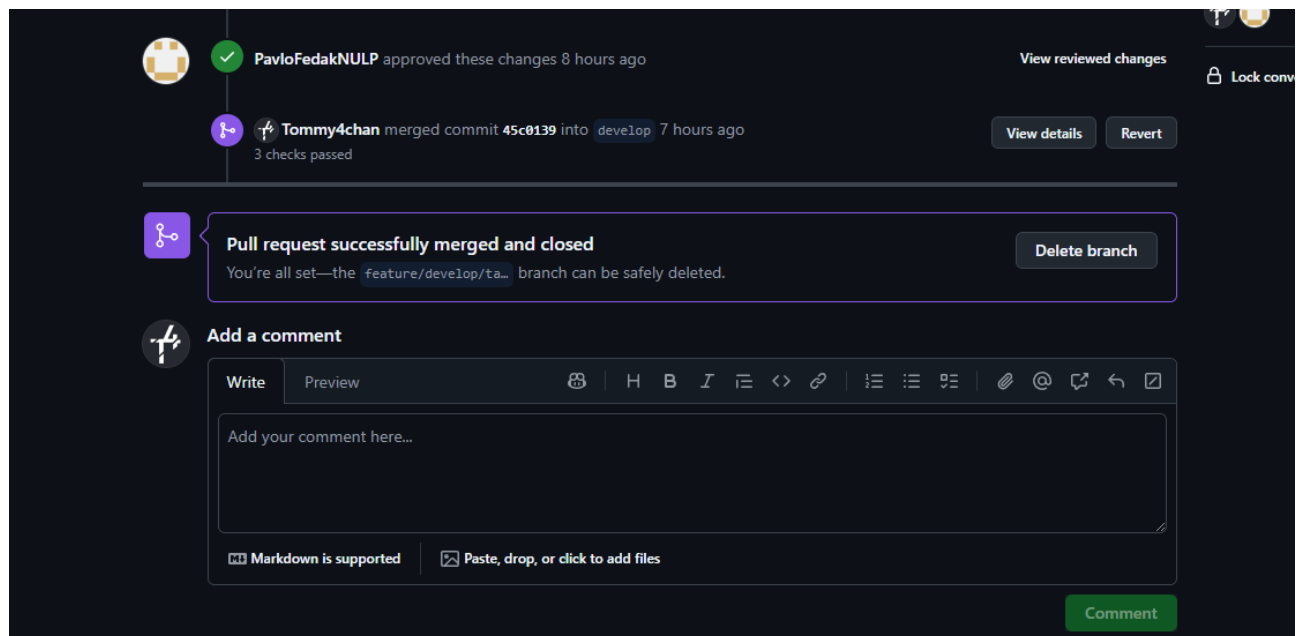 PavloFedakNULP approved these changes 8 hours ago
View reviewed changes
Lock conv
Tommy4chan merged commit 45c0139 into develop 7 hours ago
View details
Revert
3 checks passed
Pull request successfully merged and closed
You're all set—the feature/develop/ta… branch can be safely deleted.
Delete branch
Add a comment
Write
Preview
Add your comment here...
Markdown is supported
Paste, drop, or click to add files
Comment